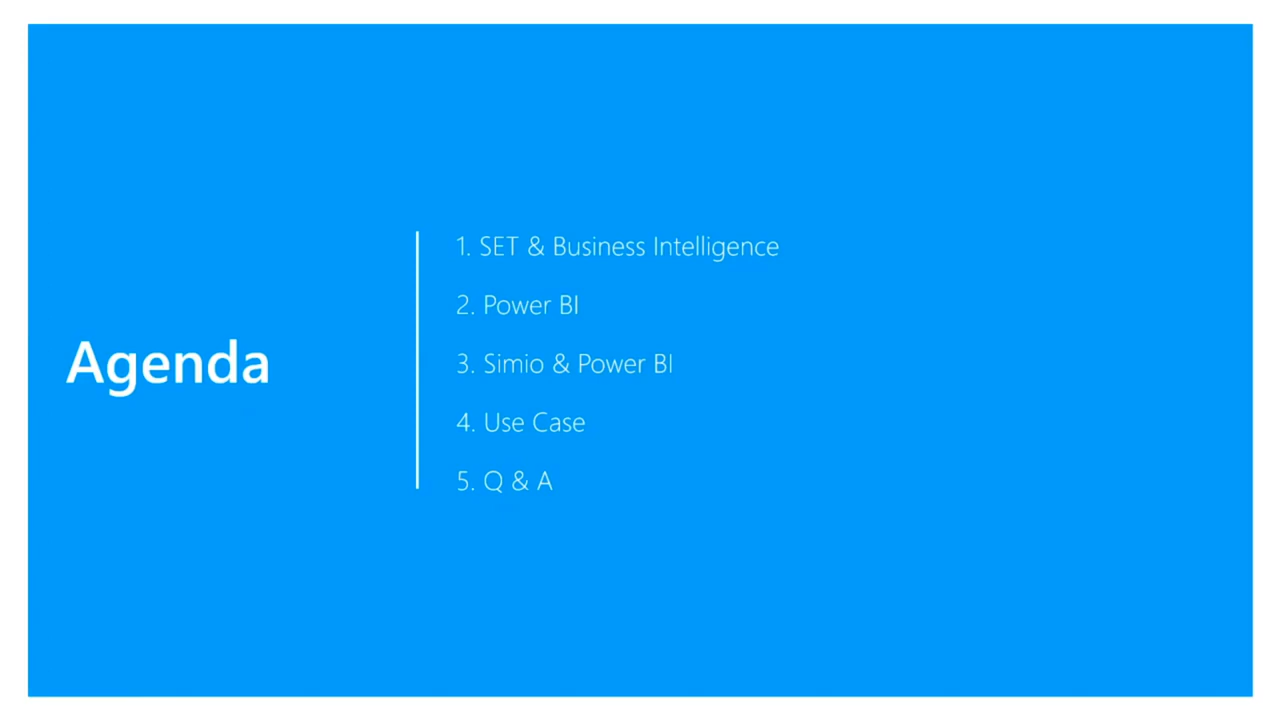 Agenda
1. SET & Business Intelligence
2. Power BI
3. Simio & Power BI
4. Use Case
5. Q & A